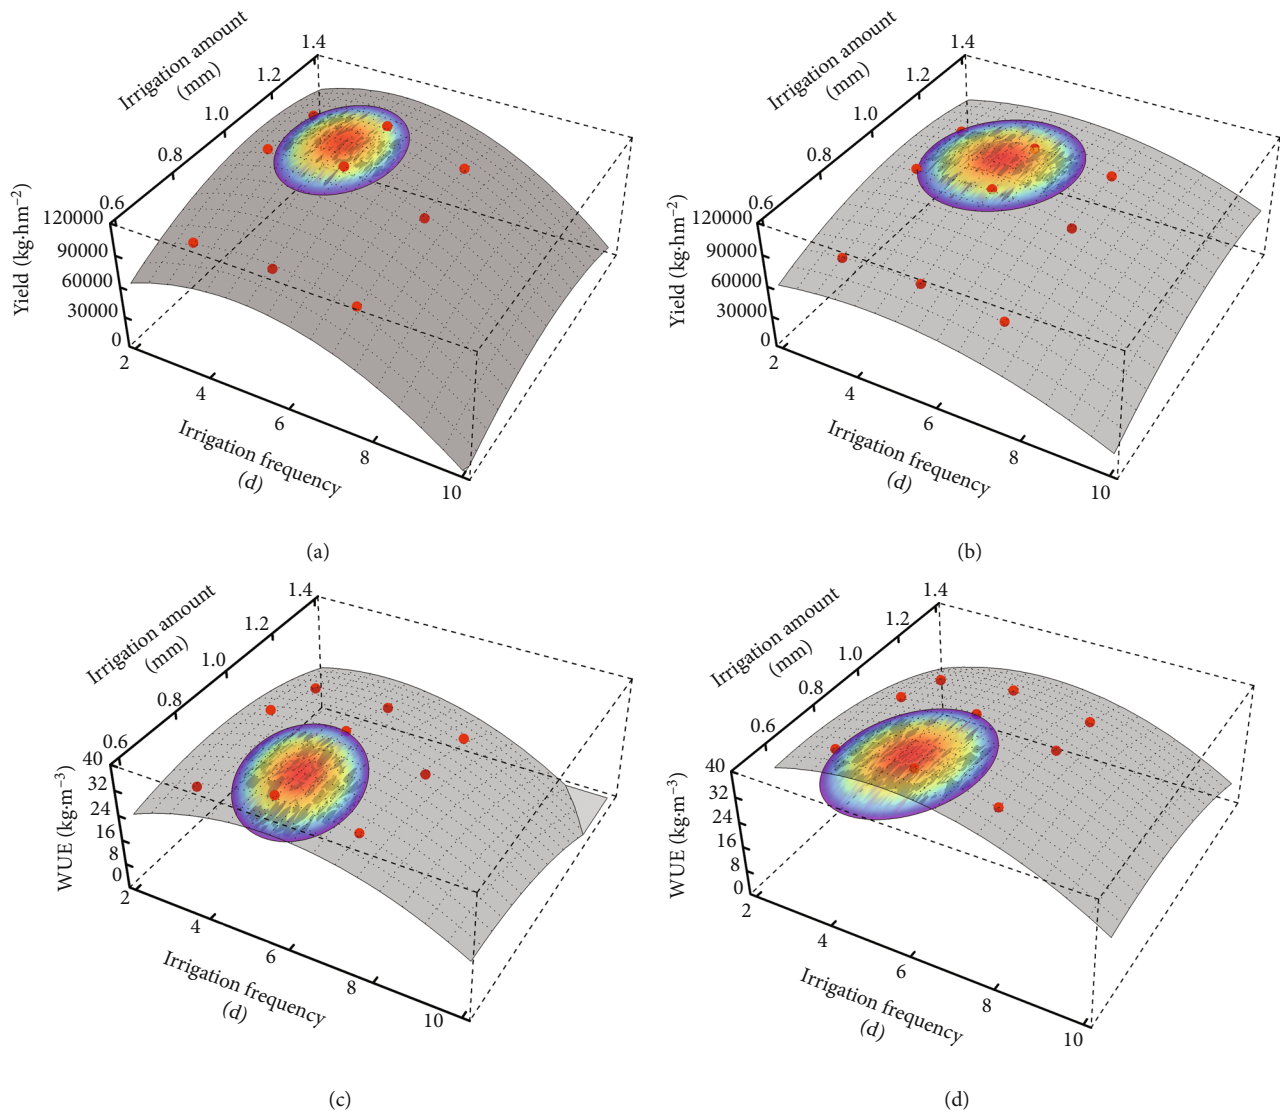 Irrigation amount
(mm)
1.4
1.2
1.0
0.8
0.6
Yield (kg·hm⁻²)
120000
90000
60000
30000
0
2
4
6
8
10
Irrigation frequency
(d)
(a)
Irrigation amount
(mm)
1.4
1.2
1.0
0.8
0.6
Yield (kg·hm⁻²)
120000
90000
60000
30000
0
2
4
6
8
10
Irrigation frequency
(d)
(b)
Irrigation amount
(mm)
1.4
1.2
1.0
0.8
0.6
WUE (kg·m⁻³)
40
32
24
16
8
0
2
4
6
8
10
Irrigation frequency
(d)
(c)
Irrigation amount
(mm)
1.4
1.2
1.0
0.8
0.6
WUE (kg·m⁻³)
40
32
24
16
8
0
2
4
6
8
10
Irrigation frequency
(d)
(d)